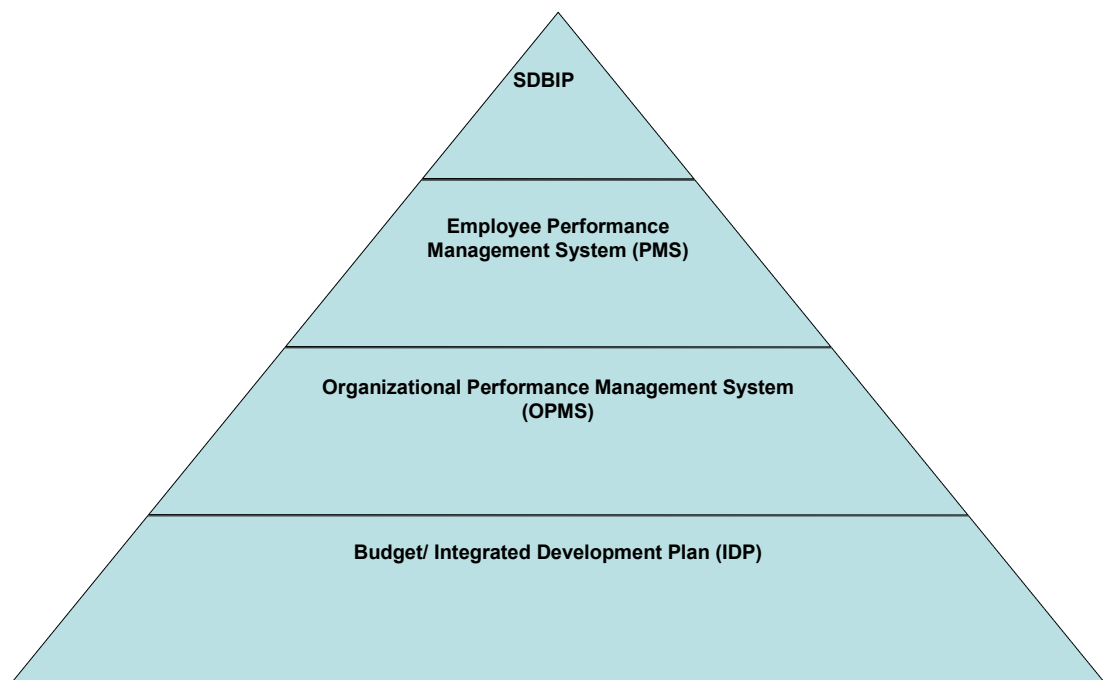 SDBIP
Employee Performance
Management System (PMS)
Organizational Performance Management System
(OPMS)
Budget/ Integrated Development Plan (IDP)